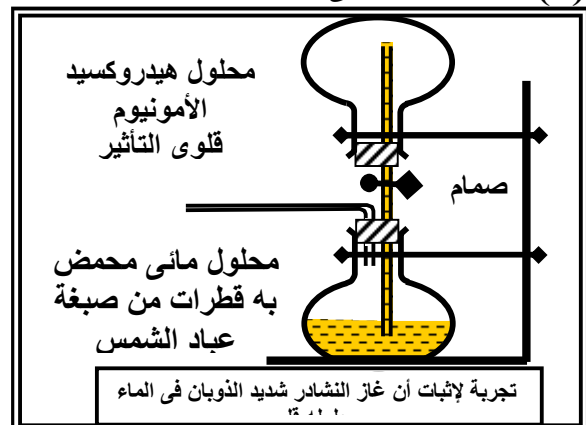 محلول هيدروكسيد
الأمونيوم
قلوى التأثير
صمام
محلول مائى محمض
به قطرات من صبغة
عباد الشمس
تجربة لإثبات أن غاز النشادر شديد الذوبان فى الماء